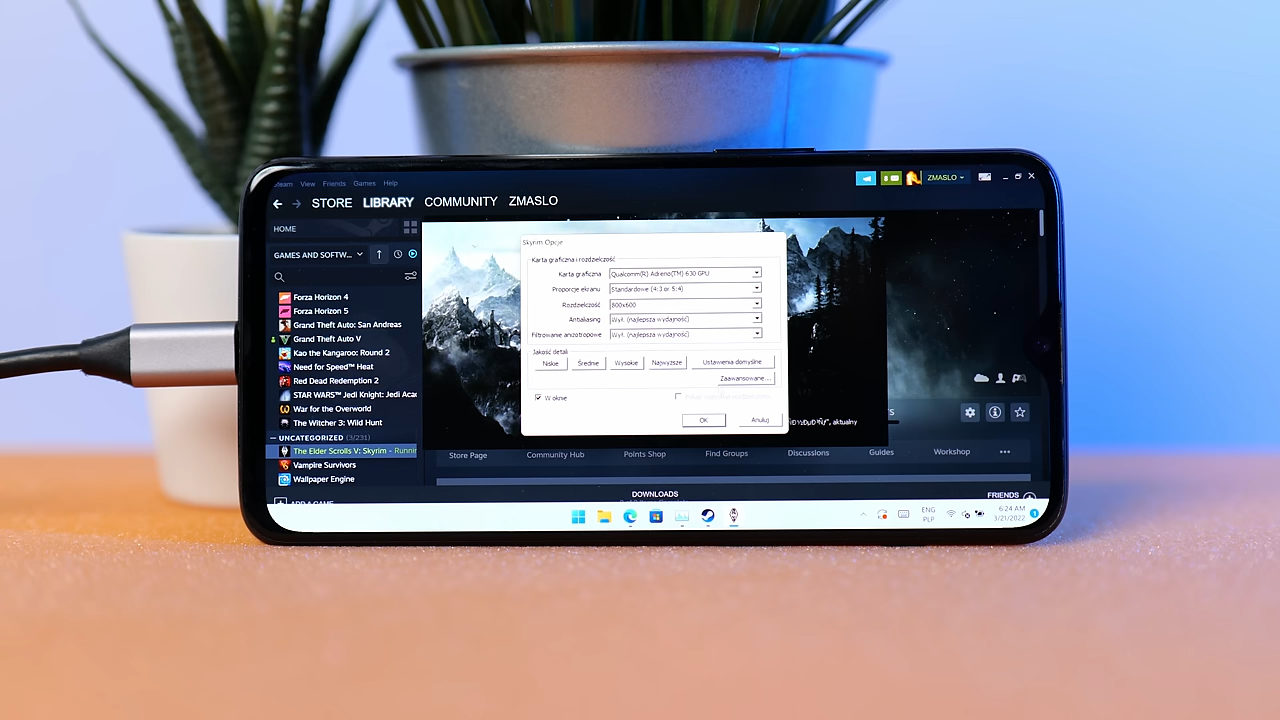 View Friends Games Help
ZMASLO
STORE LIBRARY COMMUNITY ZMASLO
HOME
GAMES AND SOFTW...
Forza Horizon 4
Forza Horizon 5
Grand Theft Auto: San Andreas
Grand Theft Auto V
Kao the Kangaroo: Round 2
Need for Speed™ Heat
Red Dead Redemption 2
STAR WARS™ Jedi Knight: Jedi Aca
War for the Overworld
The Witcher 3: Wild Hunt
UNCATEGORIZED (3/231)
The Elder Scrolls V: Skyrim - Runnin
Vampire Survivors
Wallpaper Engine
ADD A GAME
Skyrim Opcje
Karta graficzna i rozdzielczość
Karta graficzna Qualcomm(R) Adreno(TM) 630 GPU
Proporcje ekranu Standardowe (4:3 or 5:4)
Rozdzielczość 800x600
Antialiasing Wył. (najlepsza wydajność)
Filtrowanie anizotropowe Wył. (najlepsza wydajność)
Jakość detali
Niskie Średnie Wysokie Najwyższe Ustawienia domyślne
Zaawansowane...
W oknie
OK Anuluj
aktualny
Store Page Community Hub Points Shop Find Groups Discussions Guides Workshop
DOWNLOADS
FRIENDS
ENG
PLP
6:24 AM
3/21/2022